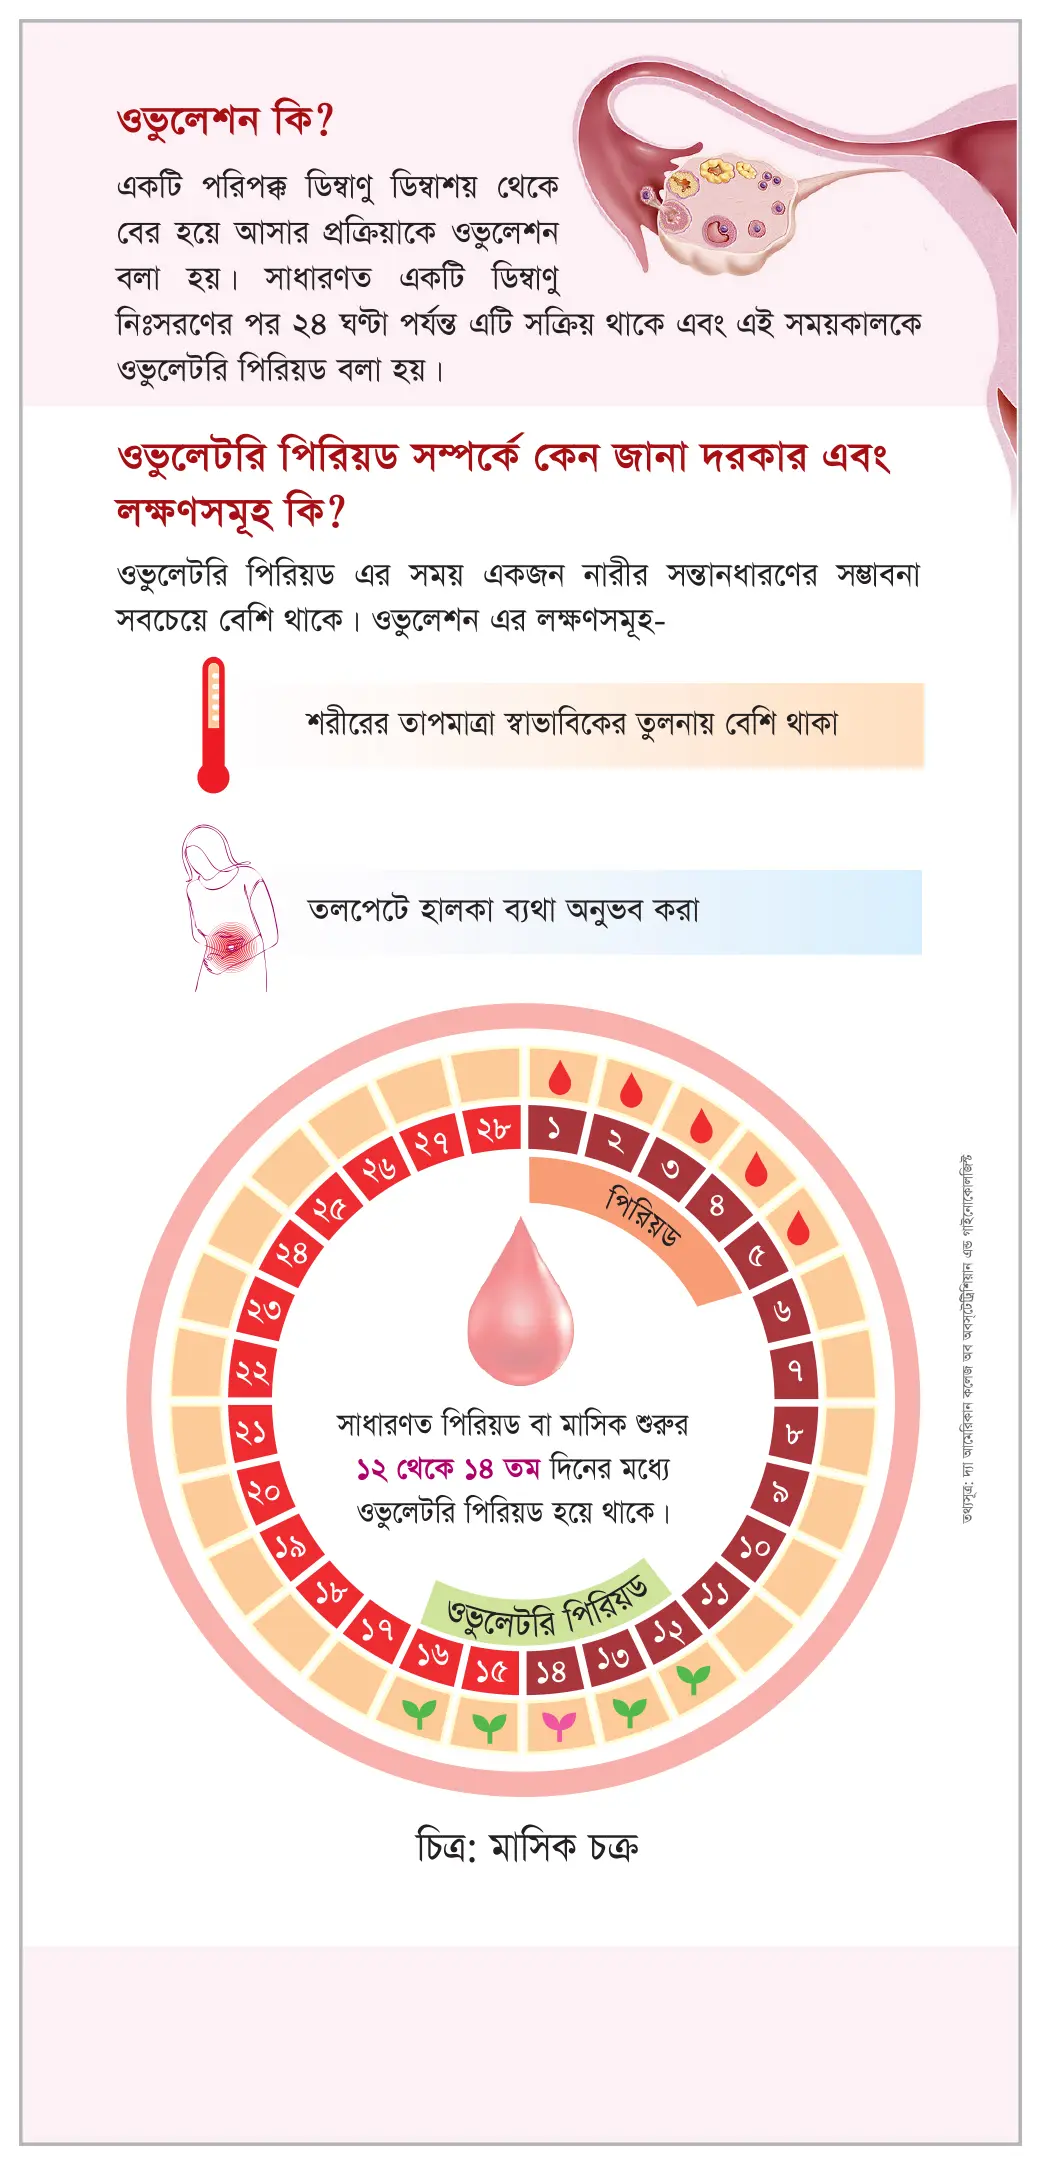 ওভুলেশন কি?
একটি পরিপক্ক ডিম্বাণু ডিম্বাশয় থেকে
বের হয়ে আসার প্রক্রিয়াকে ওভুলেশন
বলা হয়। সাধারণত একটি ডিম্বাণু
নিঃসরণের পর ২৪ ঘণ্টা পর্যন্ত এটি সক্রিয় থাকে এবং এই সময়কালকে
ওভুলেটরি পিরিয়ড বলা হয়।
ওভুলেটরি পিরিয়ড সম্পর্কে কেন জানা দরকার এবং
লক্ষণসমূহ কি?
ওভুলেটরি পিরিয়ড এর সময় একজন নারীর সন্তানধারণের সম্ভাবনা
সবচেয়ে বেশি থাকে। ওভুলেশন এর লক্ষণসমূহ-
শরীরের তাপমাত্রা স্বাভাবিকের তুলনায় বেশি থাকা
তলপেটে হালকা ব্যথা অনুভব করা
১
২
৩
৪
৫
৬
৭
৮
৯
১০
১১
১২
১৩
১৪
১৫
১৬
১৭
১৮
১৯
২০
২১
২২
২৩
২৪
২৫
২৬
২৭
২৮
পিরিয়ড
সাধারণত পিরিয়ড বা মাসিক শুরুর
১২ থেকে ১৪ তম দিনের মধ্যে
ওভুলেটরি পিরিয়ড হয়ে থাকে।
ওভুলেটরি পিরিয়ড
তথ্যসূত্র: দ্যা আমেরিকান কলেজ অব অবস্টেট্রিশিয়ান এন্ড গাইনোকোলজিস্ট
চিত্র: মাসিক চক্র